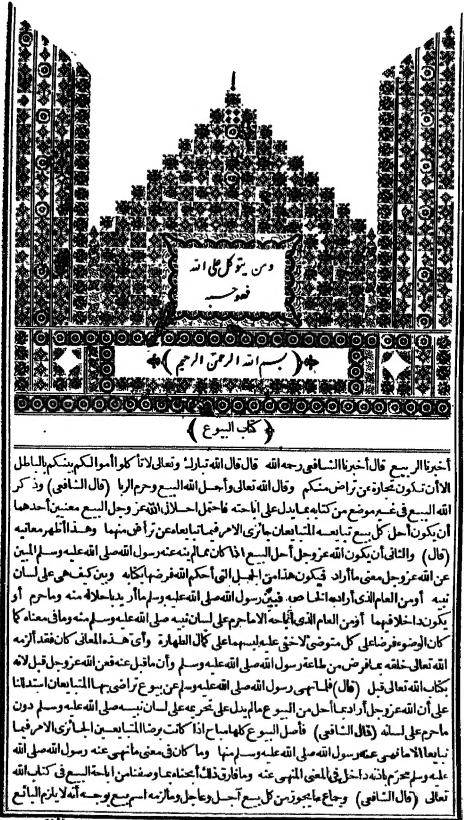 ومن يتوكل على الله
فهو حسبه
﴿ بسم الله الرحمن الرحيم ﴾
﴿ كتاب البيوع ﴾
أخبرنا الربيع قال أخبرنا الشافعي رحمه الله قال قال الله تبارك وتعالى لا تأكلوا أموالكم بينكم بالباطل
الا أن تكون تجارة عن تراض منكم وقال الله تعالى وأحل الله البيع وحرم الربا (قال الشافعي) وذكر
الله البيع في غير موضع من كتابه بما يدل على اباحته فاحتمل احلال الله عز وجل البيع معنيين أحدهما
أن يكون أحل كل بيع تبايعه المتبايعان جائزي الامر فيما تبايعاه عن تراض منهما وهذا أظهر معانيه
(قال) والثاني أن يكون الله عز وجل أحل البيع اذا كان مما لم ينه عنه رسول الله صلى الله عليه وسلم المبين
عن الله عز وجل معنى ما أراد فيكون هذا من الجمل التي أحكم الله فرضها بكتابه وبين كيف هي على لسان
نبيه أو من العام الذي أراد به الخاص فبين رسول الله صلى الله عليه وسلم ما أريد باحلاله منه وما حرم أو
يكون داخلا فيهما أو من العام الذي أباحه الا ما حرم على لسان نبيه صلى الله عليه وسلم منه وما في معناه كما
كان الوضوء فرضا على كل متوضئ لا خفي عليه لبسهما على كمال الطهارة وأي هذه المعاني كان فقد ألزمه
الله تعالى خلقه بما فرض من طاعة رسول الله صلى الله عليه وسلم وأن ما قبل عنه فعن الله عز وجل قبل لانه
بكتاب الله تعالى قبل (قال) فلما نهى رسول الله صلى الله عليه وسلم عن بيوع تراضى بها المتبايعان استدللنا
على أن الله عز وجل أراد بما أحل من البيوع ما لم يدل على تحريمه على لسان نبيه صلى الله عليه وسلم دون
ما حرم على لسانه (قال الشافعي) فأصل البيوع كلها مباح اذا كانت برضا المتبايعين الجائزي الامر فيما
تبايعا الا ما نهى عنه رسول الله صلى الله عليه وسلم منها وما كان في معنى ما نهى عنه رسول الله صلى الله
عليه وسلم محرم باذنه داخل في المعنى المنهي عنه وما فارق ذلك أبحناه بما وصفنا من اباحة البيع في كتاب الله
تعالى (قال الشافعي) وجماع ما يجوز من كل بيع آجل وعاجل وما لزمه اسم بيع بوجه أنه لا يلزم البائع